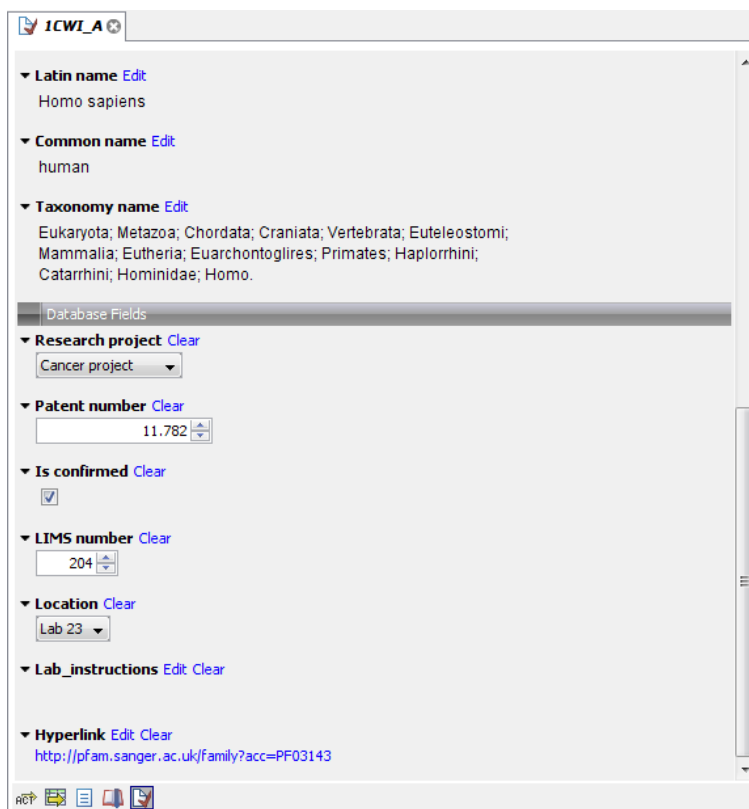 1CWI_A
Latin name Edit
Homo sapiens
Common name Edit
human
Taxonomy name Edit
Eukaryota; Metazoa; Chordata; Craniata; Vertebrata; Euteleostomi;
Mammalia; Eutheria; Euarchontoglires; Primates; Haplorrhini;
Catarrhini; Hominidae; Homo.
Database Fields
Research project Clear
Cancer project
Patent number Clear
11.782
Is confirmed Clear
LIMS number Clear
204
Location Clear
Lab 23
Lab_instructions Edit Clear
Hyperlink Edit Clear
http://pfam.sanger.ac.uk/family?acc=PF03143
ACT